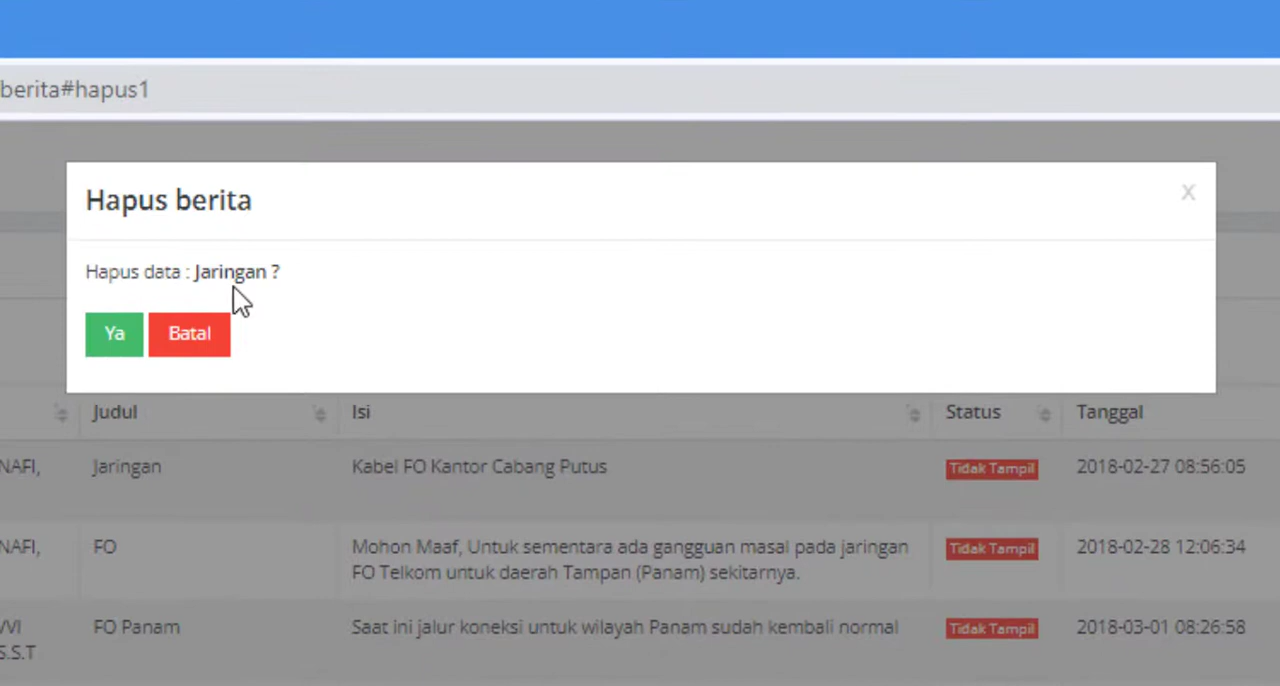 berita#hapus1
Hapus berita
x
Hapus data : Jaringan ?
Ya Batal
Judul Isi Status Tanggal
NAFI, Jaringan Kabel FO Kantor Cabang Putus Tidak Tampil 2018-02-27 08:56:05
NAFI, FO Mohon Maaf, Untuk sementara ada gangguan masal pada jaringan Tidak Tampil 2018-02-28 12:06:34
FO Telkom untuk daerah Tampan (Panam) sekitarnya.
VI FO Panam Saat ini jalur koneksi untuk wilayah Panam sudah kembali normal Tidak Tampil 2018-03-01 08:26:58
S.S.T